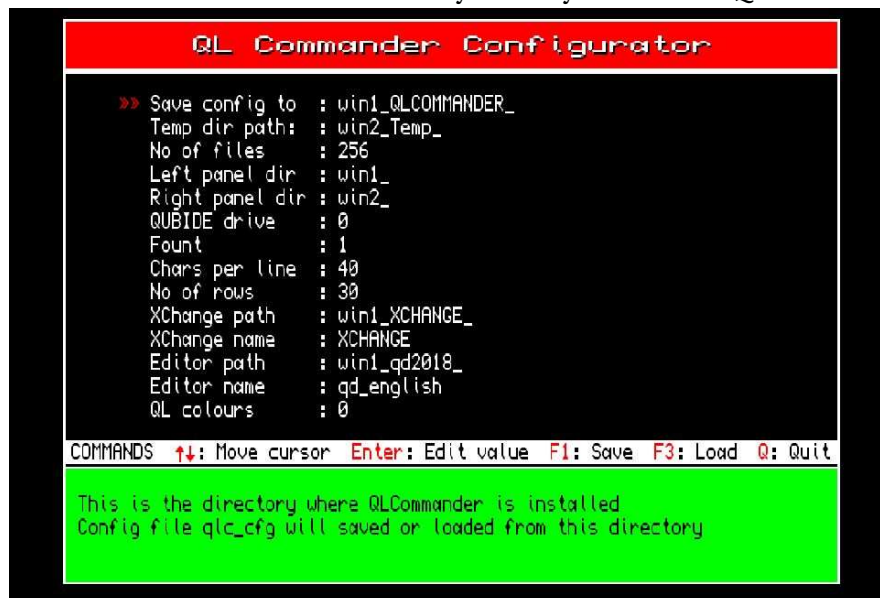 QL Commander Configurator
»» Save config to : win1_QLCOMMANDER_
Temp dir path: : win2_Temp_
No of files : 256
Left panel dir : win1_
Right panel dir : win2_
QUBIDE drive : 0
Fount : 1
Chars per line : 40
No of rows : 30
XChange path : win1_XCHANGE_
XChange name : XCHANGE
Editor path : win1_qd2018_
Editor name : qd_english
QL colours : 0
COMMANDS ↑↓: Move cursor Enter: Edit value F1: Save F3: Load Q: Quit
This is the directory where QLCommander is installed
Config file qlc_cfg will saved or loaded from this directory